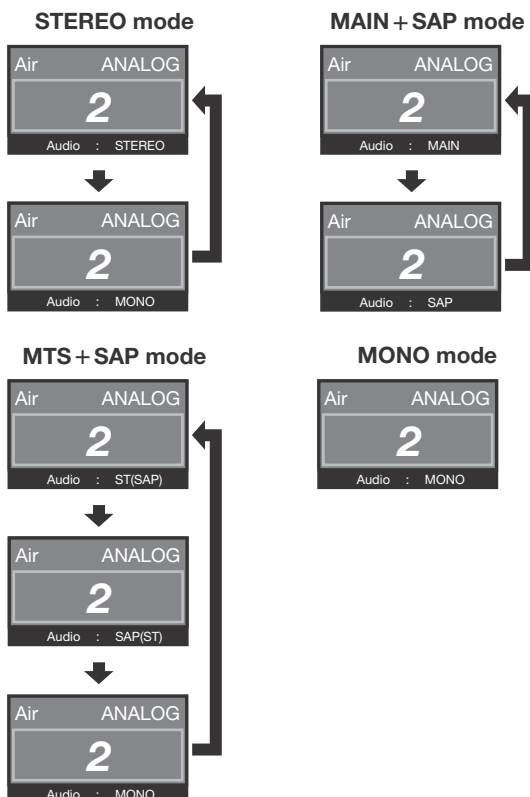 STEREO mode
Air ANALOG
2
Audio : STEREO
Air ANALOG
2
Audio : MONO
MAIN+SAP mode
Air ANALOG
2
Audio : MAIN
Air ANALOG
2
Audio : SAP
MTS+SAP mode
Air ANALOG
2
Audio : ST(SAP)
Air ANALOG
2
Audio : SAP(ST)
Air ANALOG
2
Audio : MONO
MONO mode
Air ANALOG
2
Audio : MONO